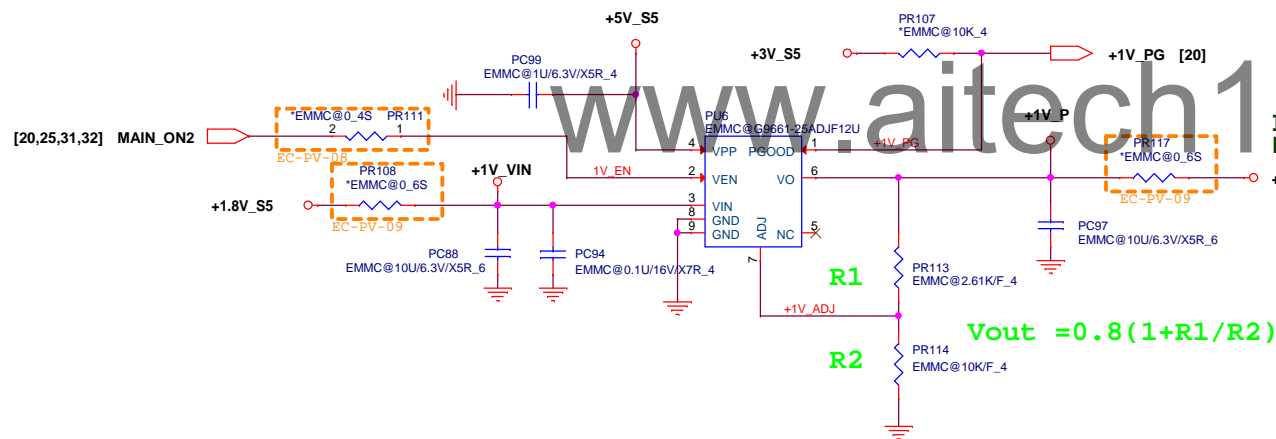 +5V_S5
PR107
*EMMC@10K_4
+3V_S5
+1V_PG [20]
PC99
EMMC@1U/6.3V/X5R_4
www.aitech1
PU6
EMMC@G9661-25ADJF12U
+1V_P
*EMMC@0_4S
PR111
2
1
[20,25,31,32] MAIN_ON2
EC-PV-08
4
VPP
PGOOD
1
+1V_PG
PR117
*EMMC@0_6S
PR108
*EMMC@0_6S
+1V_VIN
1V_EN
2
VEN
VO
6
+
EC-PV-09
+1.8V_S5
3
VIN
8
GND
9
GND
ADJ
NC
5
7
EC-PV-09
PC88
EMMC@10U/6.3V/X5R_6
PC94
EMMC@0.1U/16V/X7R_4
PC97
EMMC@10U/6.3V/X5R_6
R1
PR113
EMMC@2.61K/F_4
+1V_ADJ
Vout =0.8(1+R1/R2)
R2
PR114
EMMC@10K/F_4